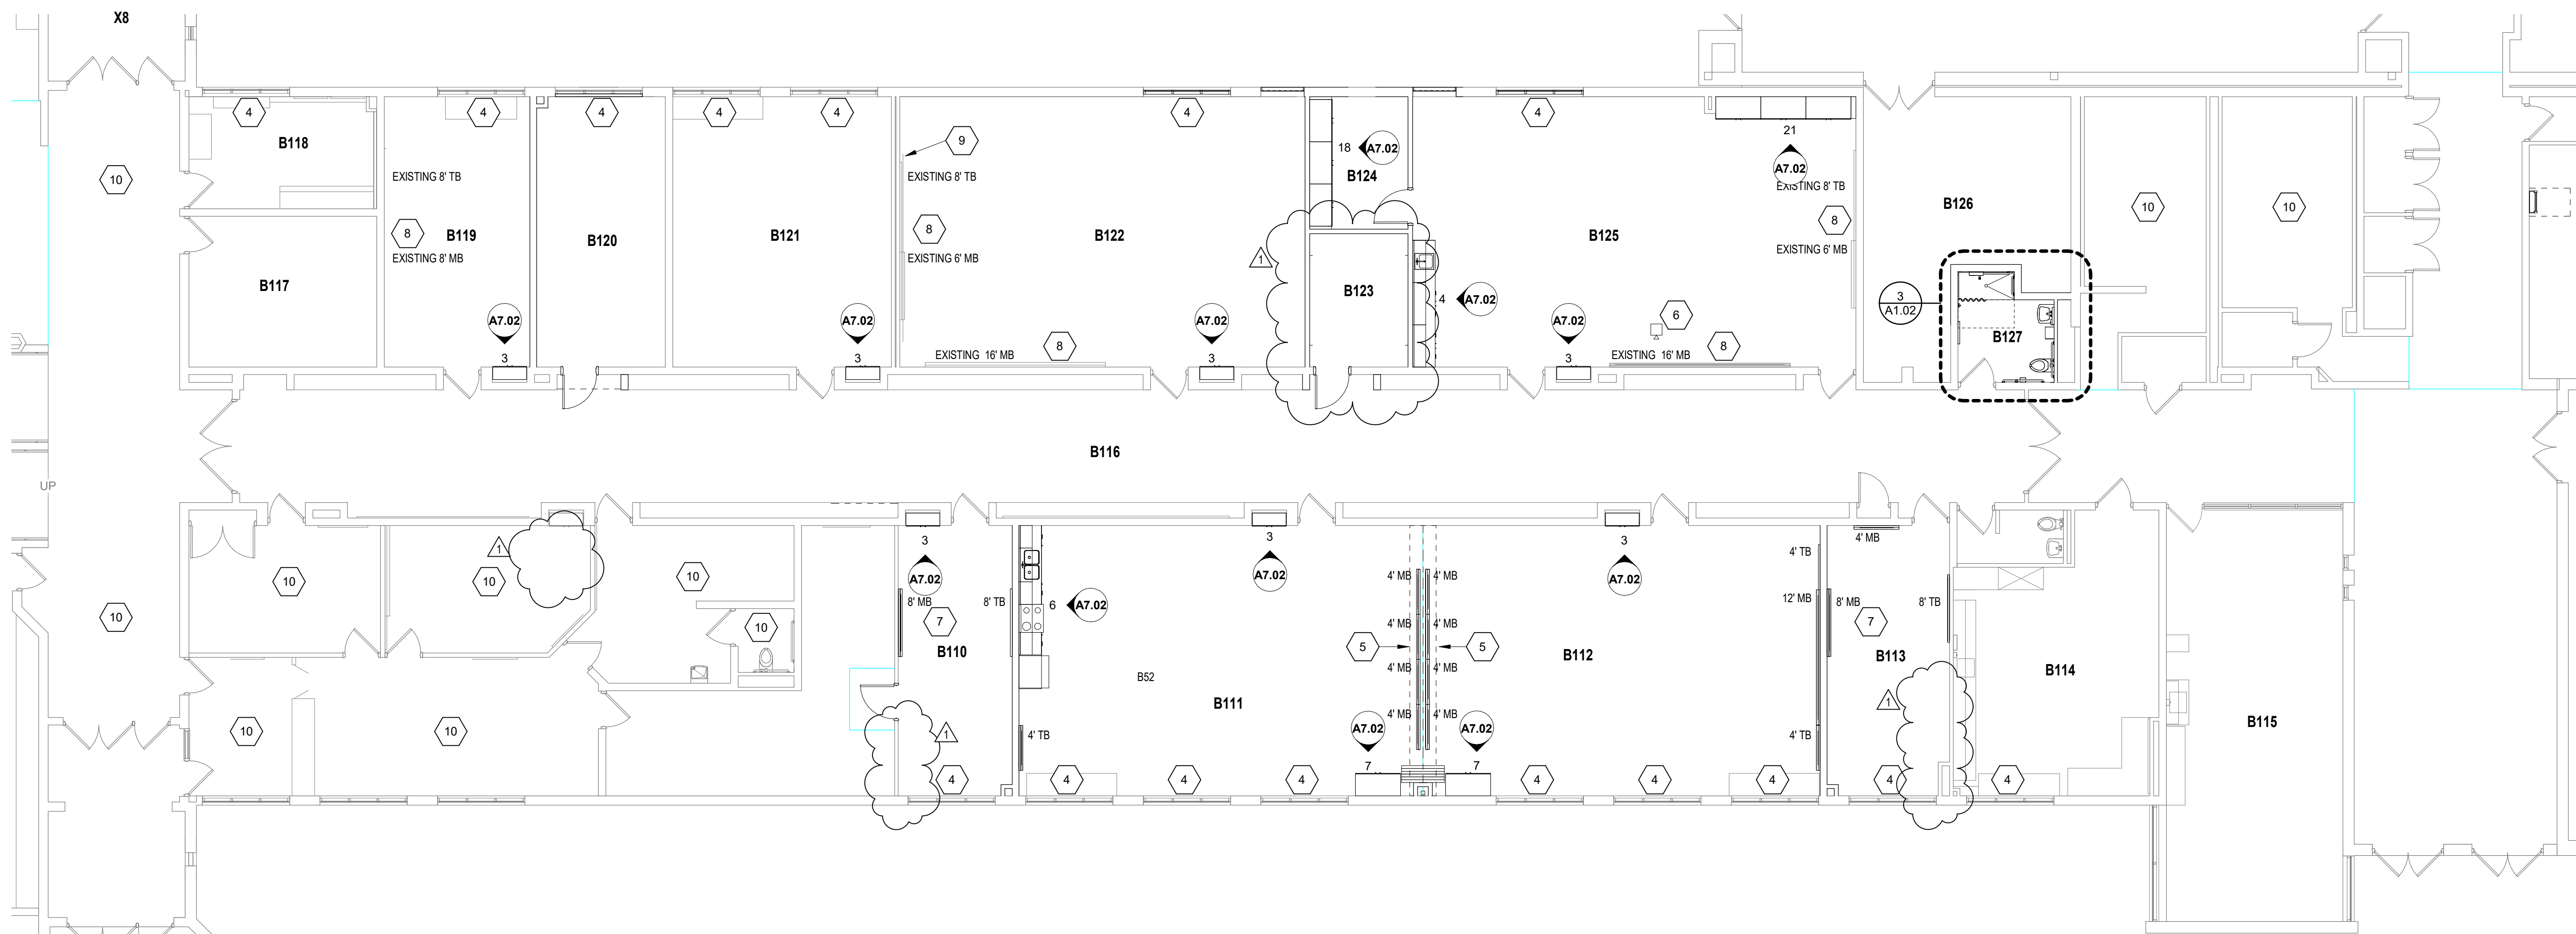 X8
4
4
4
4
4
4
4
9
21
18
A7.02
B118
B124
A7.02
10
EXISTING 8' TB
EXISTING 8' TB
EXISTING 8' TB
B126
10
10
8
B119
B120
B121
8
B122
B125
8
EXISTING 8' MB
EXISTING 6' MB
EXISTING 6' MB
1
B117
B123
4
A7.02
3
A1.02
A7.02
A7.02
A7.02
A7.02
6
B127
3
3
EXISTING 16' MB
8
3
3
EXISTING 16' MB
8
B116
UP
3
3
3
4' MB
1
4' TB
10
10
10
A7.02
A7.02
A7.02
4' MB
4' MB
8' MB
8' TB
6
A7.02
12' MB
8' MB
8' TB
10
10
7
4' MB
4' MB
7
B110
5
5
B112
B113
B114
B52
4' MB
4' MB
B111
1
4' MB
4' MB
B115
10
10
1
4' TB
A7.02
A7.02
4' TB
7
7
4
4
4
4
4
4
4
4
4